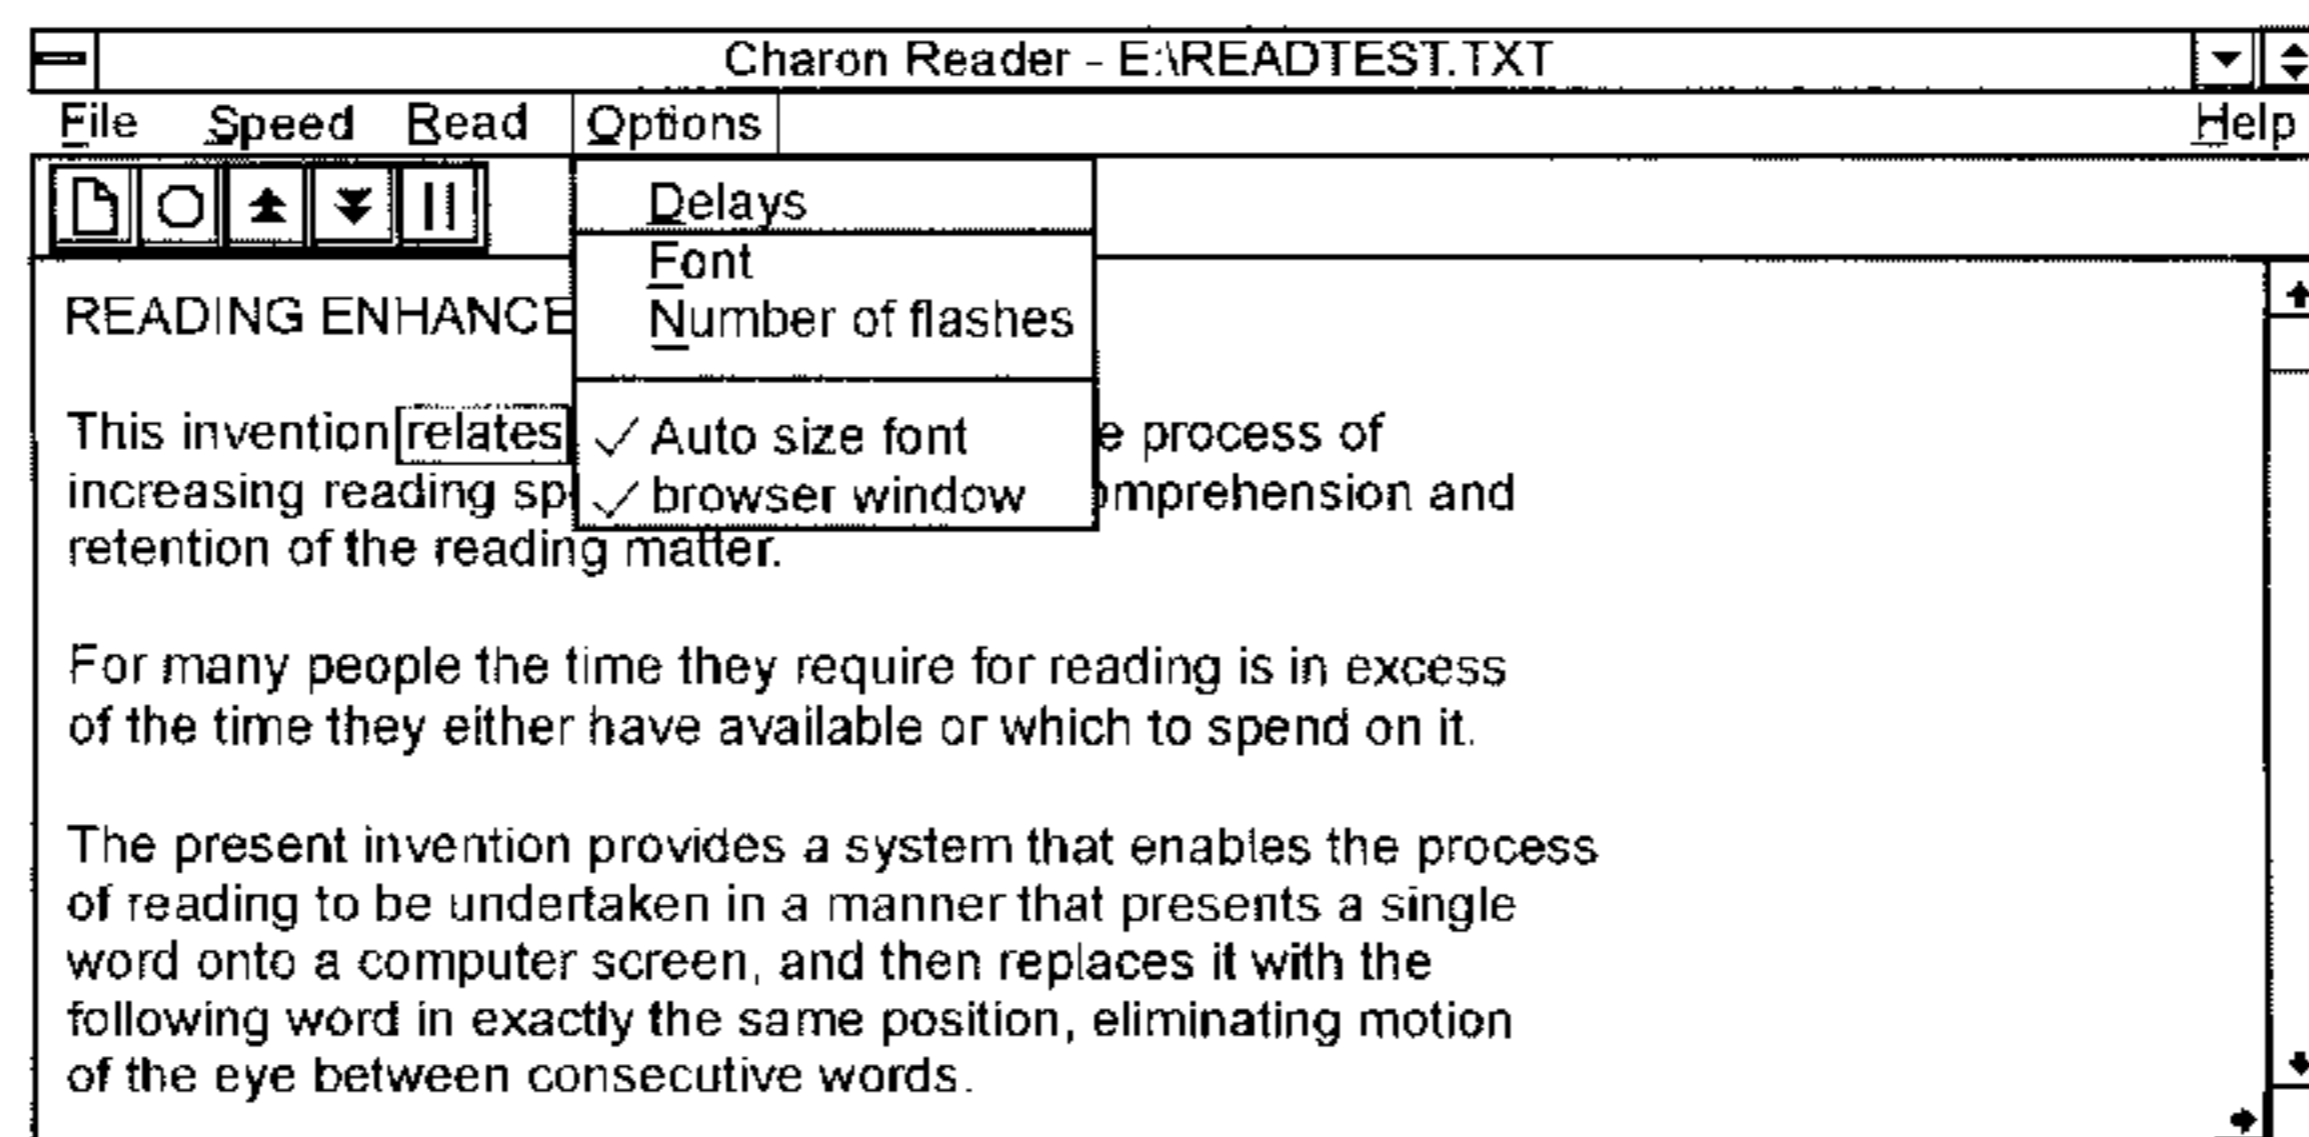 Charon Reader - E:\READTEST.TXT
File Speed Read Options Help
Delays
Font
Number of flashes
Auto size font
browser window
READING ENHANCE
This invention relates e process of
increasing reading sp mprehension and
retention of the reading matter.
For many people the time they require for reading is in excess
of the time they either have available or which to spend on it.
The present invention provides a system that enables the process
of reading to be undertaken in a manner that presents a single
word onto a computer screen, and then replaces it with the
following word in exactly the same position, eliminating motion
of the eye between consecutive words.